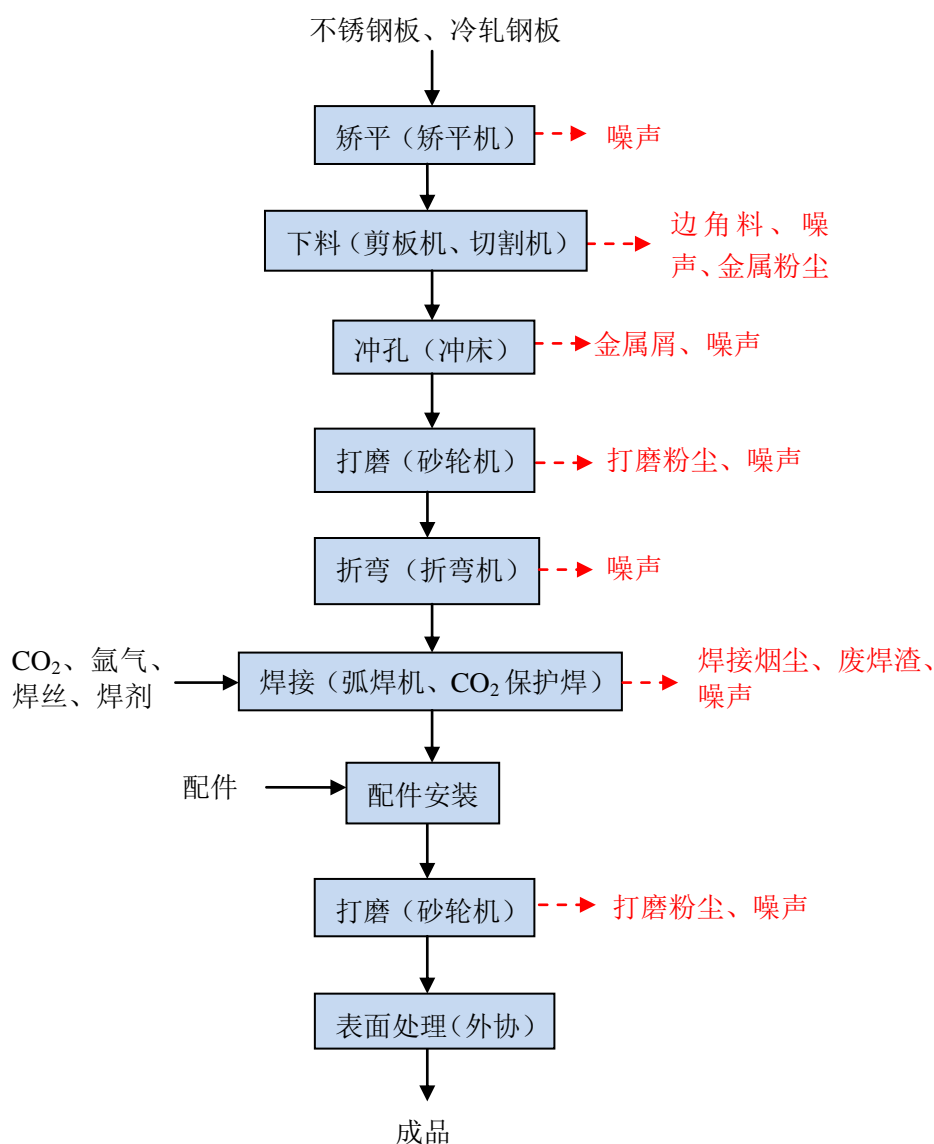 不锈钢板、冷轧钢板
矫平（矫平机）
噪声
下料（剪板机、切割机）
边角料、噪
声、金属粉尘
冲孔（冲床）
金属屑、噪声
打磨（砂轮机）
打磨粉尘、噪声
折弯（折弯机）
噪声
CO₂、氩气、
焊丝、焊剂
焊接（弧焊机、CO₂保护焊）
焊接烟尘、废焊渣、
噪声
配件
配件安装
打磨（砂轮机）
打磨粉尘、噪声
表面处理（外协）
成品